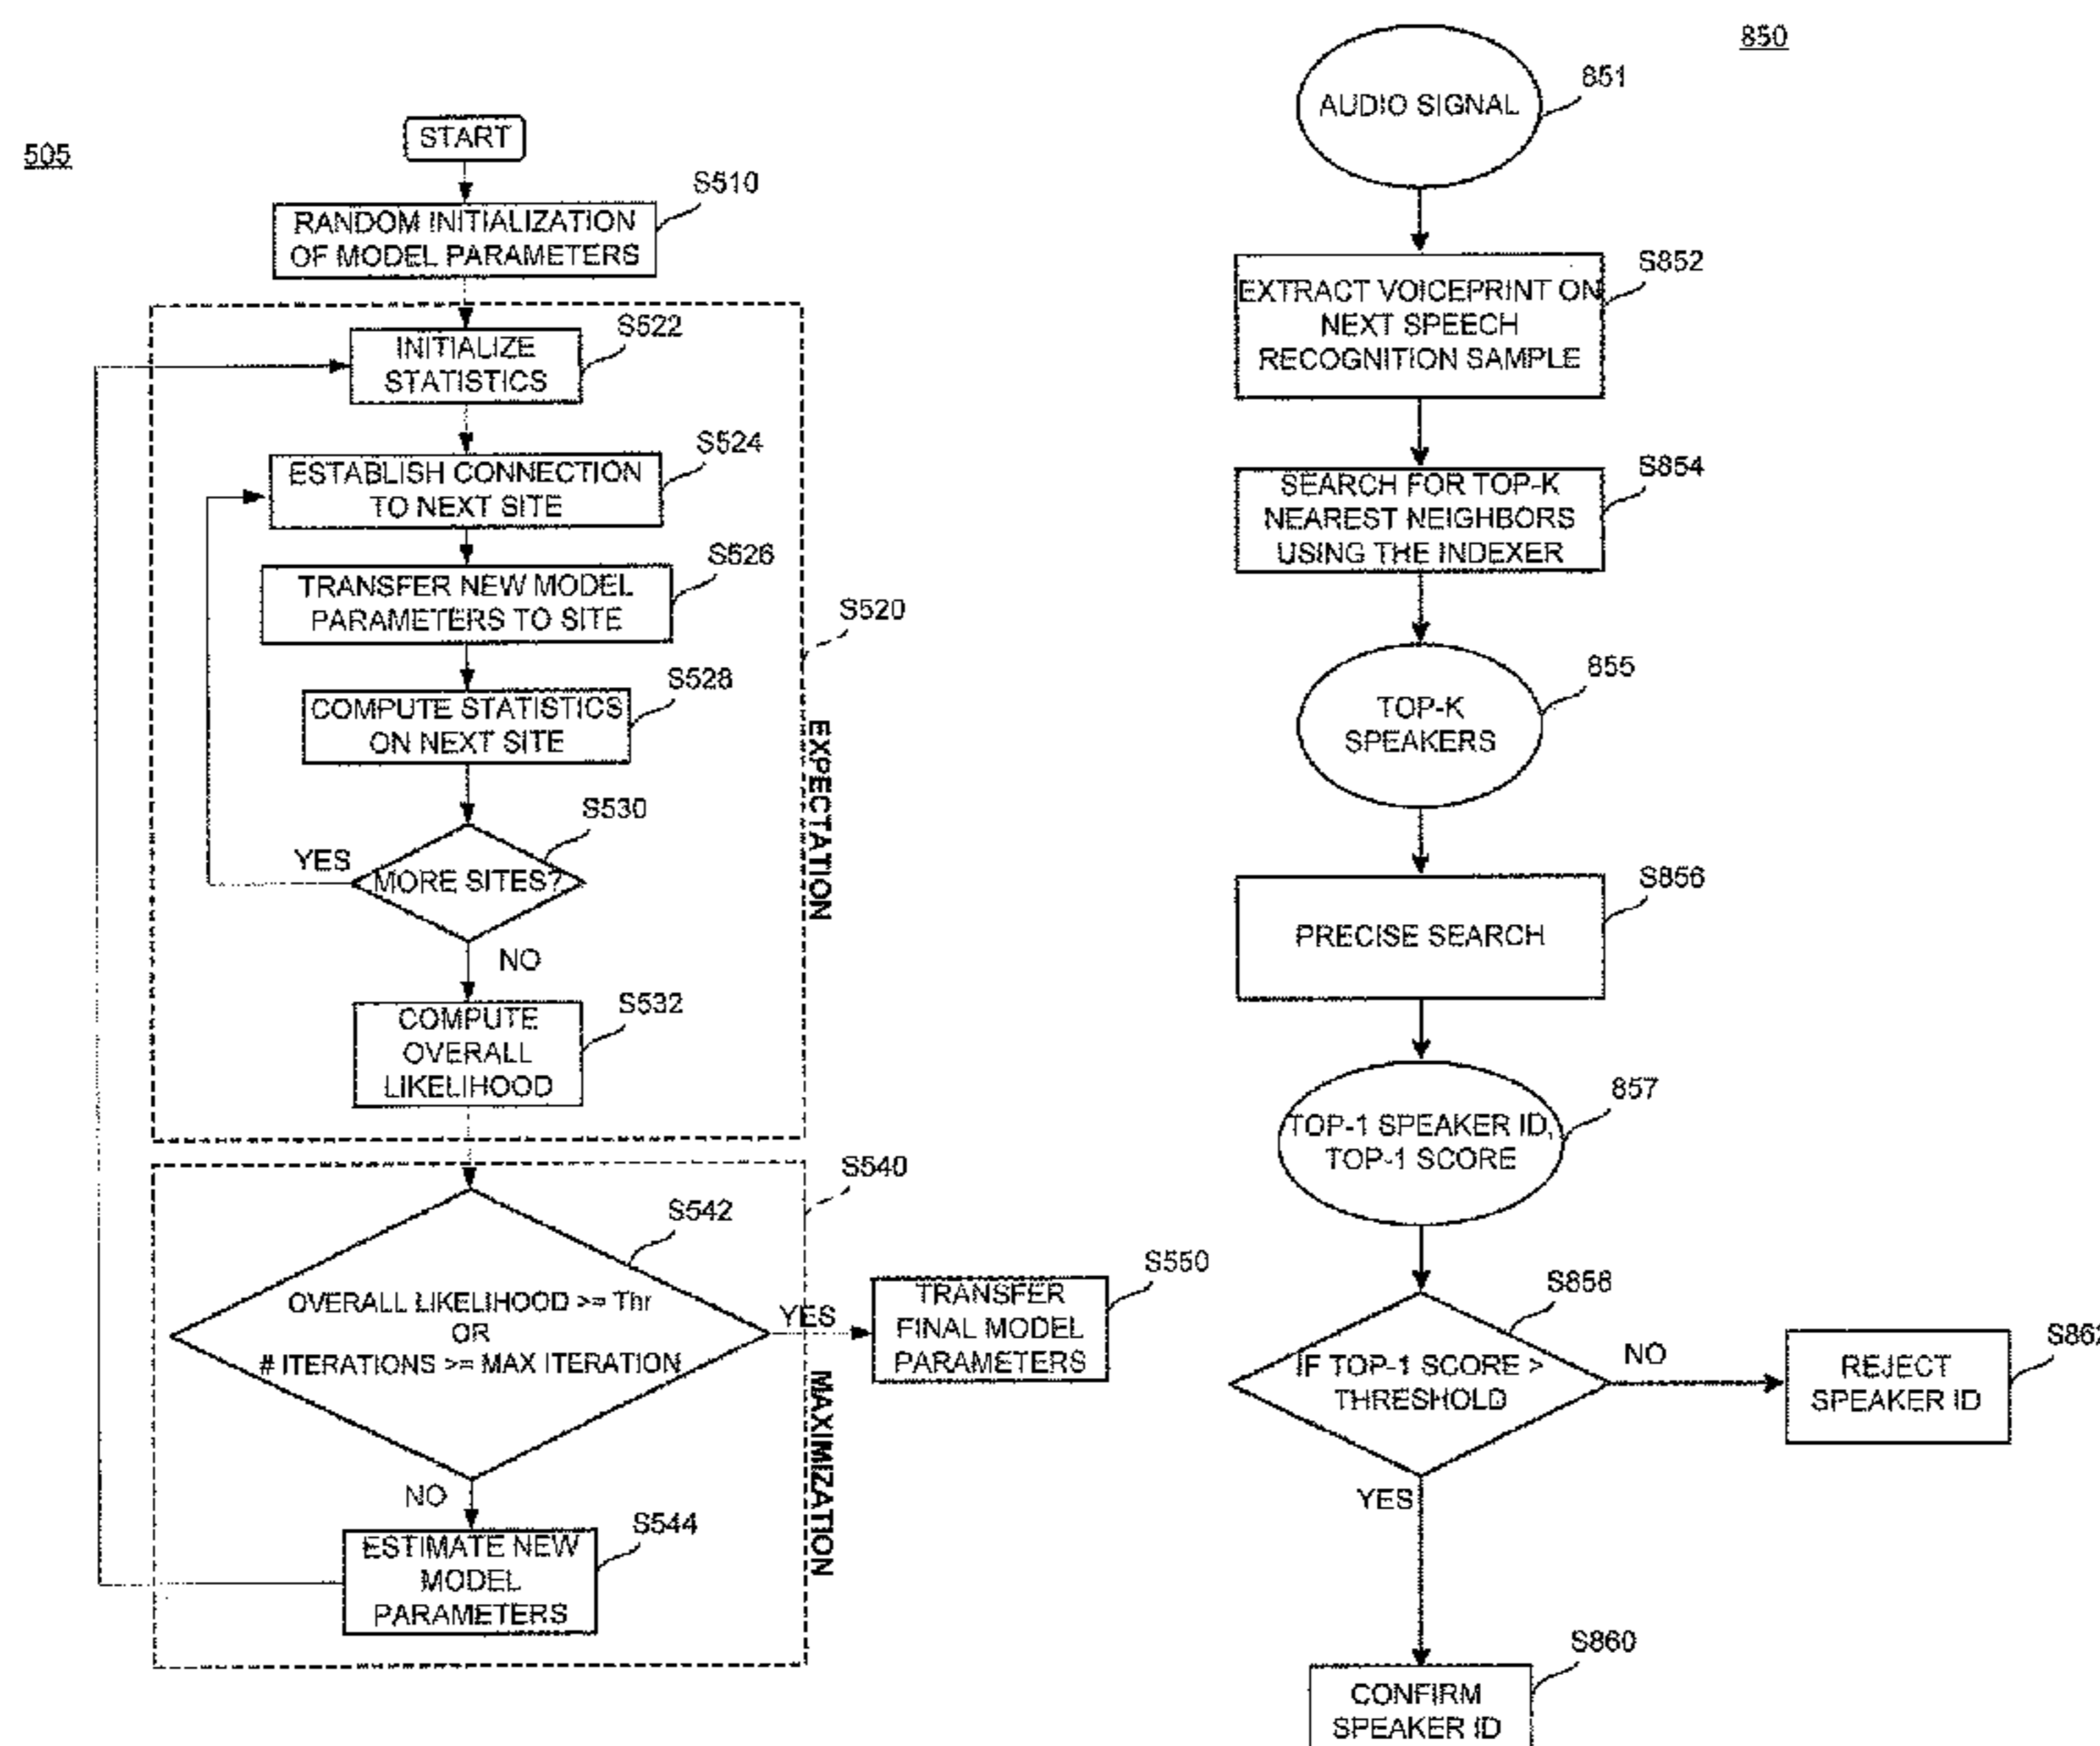 505
START
S510
RANDOM INITIALIZATION
OF MODEL PARAMETERS
S522
INITIALIZE
STATISTICS
S524
ESTABLISH CONNECTION
TO NEXT SITE
S526
TRANSFER NEW MODEL
PARAMETERS TO SITE
S520
S528
COMPUTE STATISTICS
ON NEXT SITE
EXPECTATION
S530
YES
MORE SITES?
NO
S532
COMPUTE
OVERALL
LIKELIHOOD
S540
S542
OVERALL LIKELIHOOD >= Thr
OR
# ITERATIONS >= MAX ITERATION
YES
S550
TRANSFER
FINAL MODEL
PARAMETERS
MAXIMIZATION
NO
S544
ESTIMATE NEW
MODEL
PARAMETERS
850
851
AUDIO SIGNAL
S852
EXTRACT VOICEPRINT ON
NEXT SPEECH
RECOGNITION SAMPLE
S854
SEARCH FOR TOP-K
NEAREST NEIGHBORS
USING THE INDEXER
855
TOP-K
SPEAKERS
S856
PRECISE SEARCH
857
TOP-1 SPEAKER ID,
TOP-1 SCORE
S858
IF TOP-1 SCORE >
THRESHOLD
NO
S862
REJECT
SPEAKER ID
YES
S860
CONFIRM
SPEAKER ID